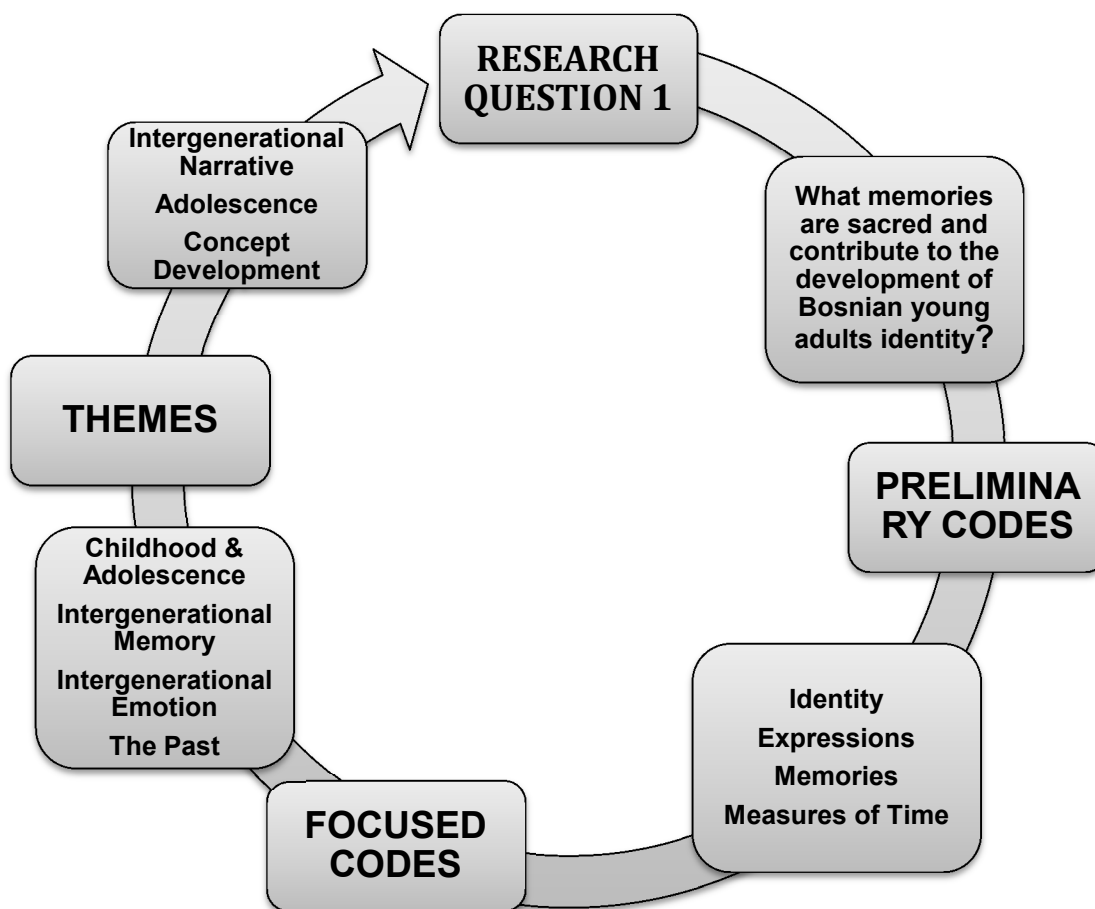 RESEARCH
QUESTION 1
What memories
are sacred and
contribute to the
development of
Bosnian young
adults identity?
PRELIMINA
RY CODES
Identity
Expressions
Memories
Measures of Time
FOCUSED
CODES
Childhood &
Adolescence
Intergenerational
Memory
Intergenerational
Emotion
The Past
THEMES
Intergenerational
Narrative
Adolescence
Concept
Development